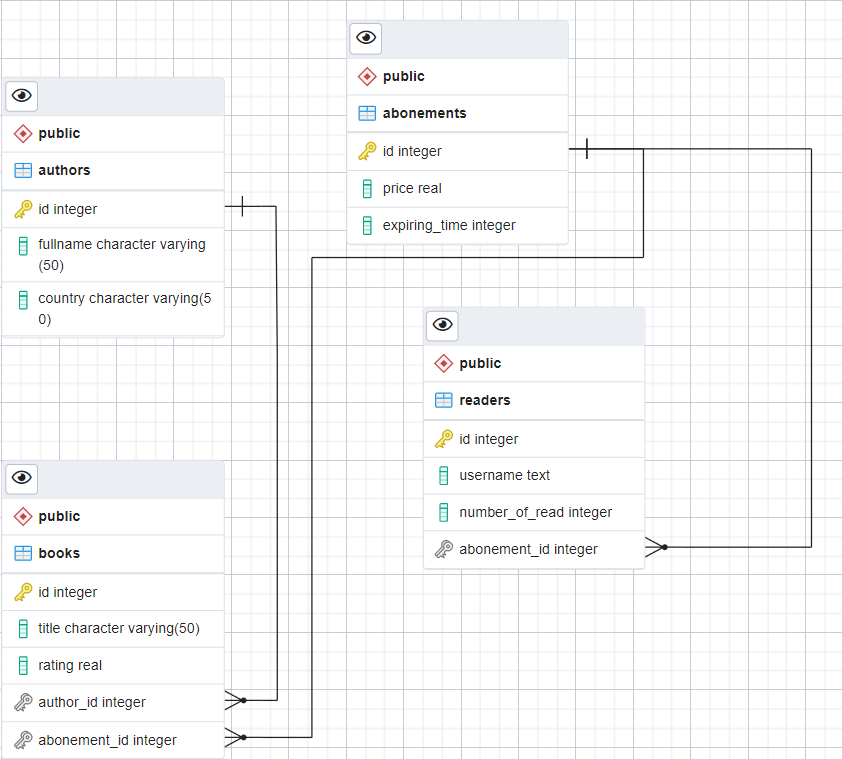 public
authors
id integer
fullname character varying
(50)
country character varying(5
0)
public
abonements
id integer
price real
expiring_time integer
public
readers
id integer
username text
number_of_read integer
abonement_id integer
public
books
id integer
title character varying(50)
rating real
author_id integer
abonement_id integer